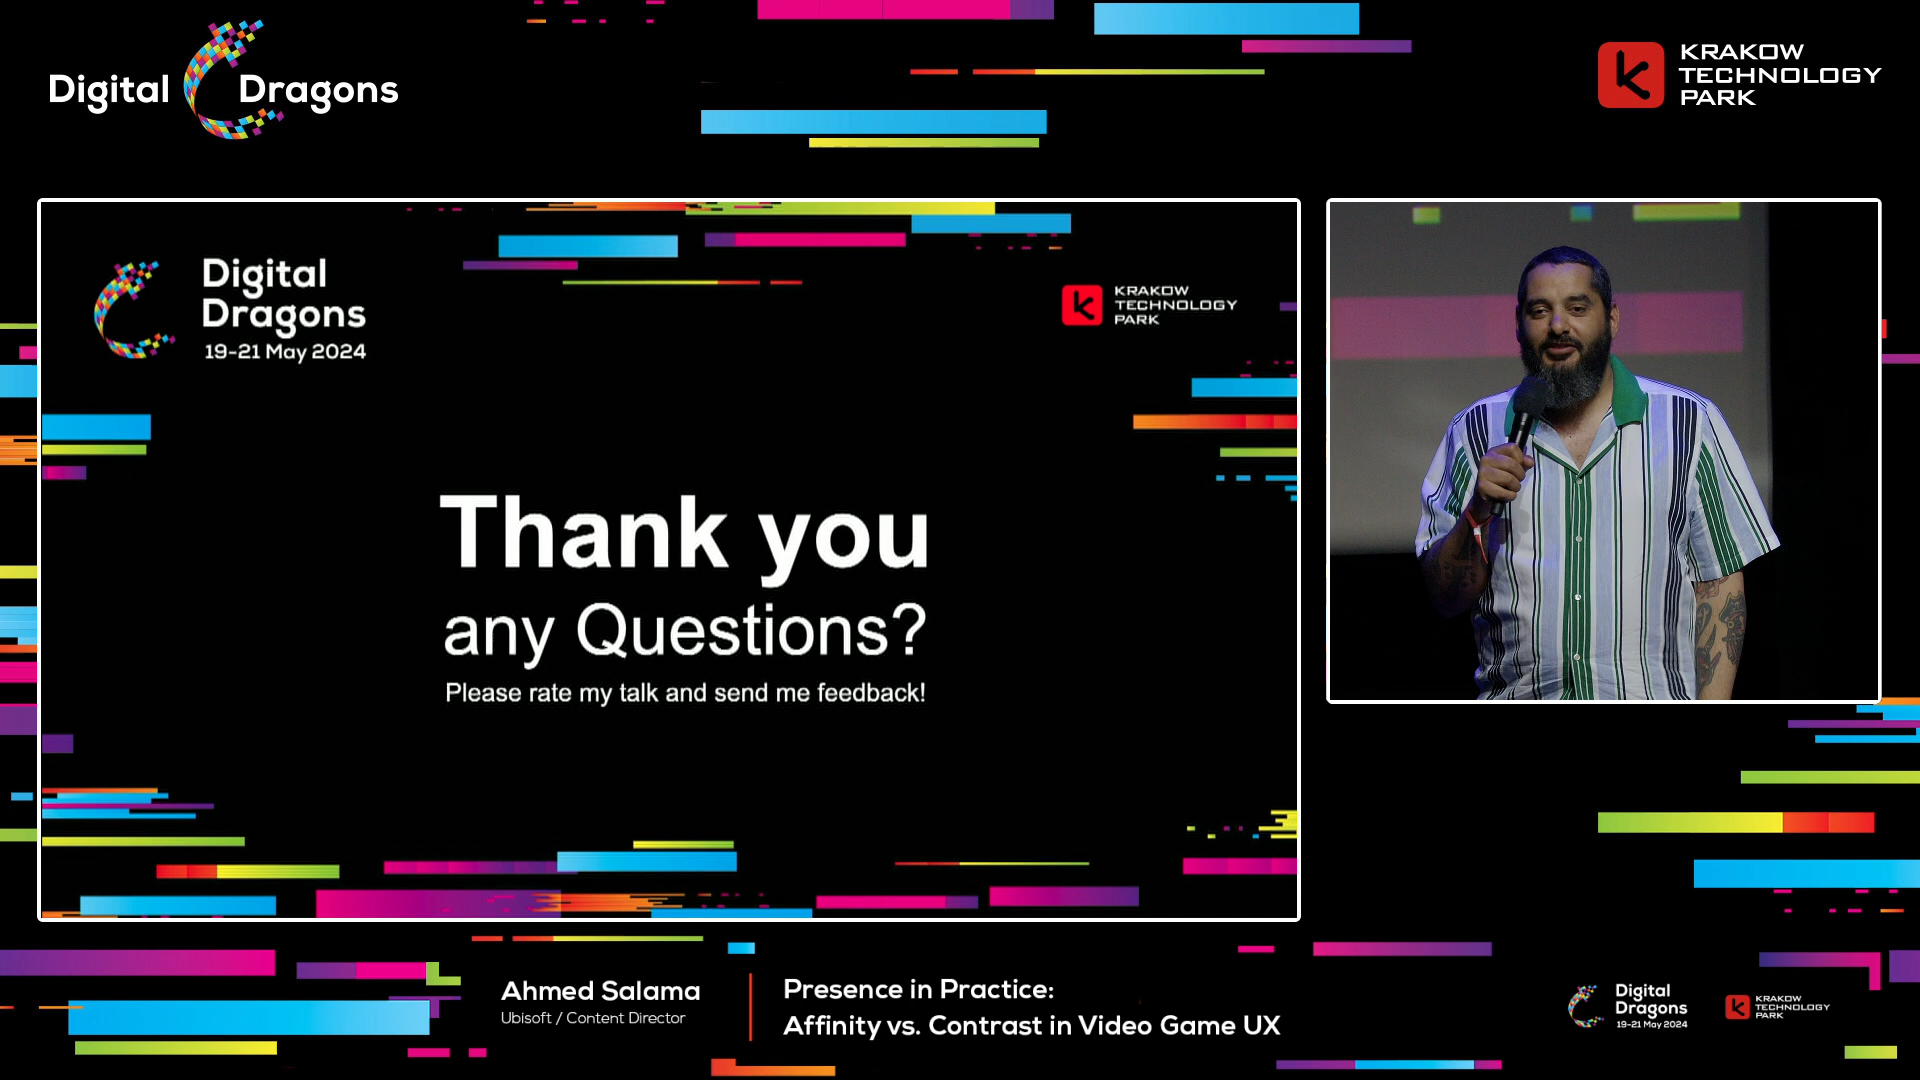 Digital Dragons
KRAKOW
TECHNOLOGY
PARK
Digital
Dragons
19-21 May 2024
KRAKOW
TECHNOLOGY
PARK
Thank you
any Questions?
Please rate my talk and send me feedback!
Ahmed Salama
Ubisoft / Content Director
Presence in Practice:
Affinity vs. Contrast in Video Game UX
Digital
Dragons
19-21 May 2024
KRAKOW
TECHNOLOGY
PARK